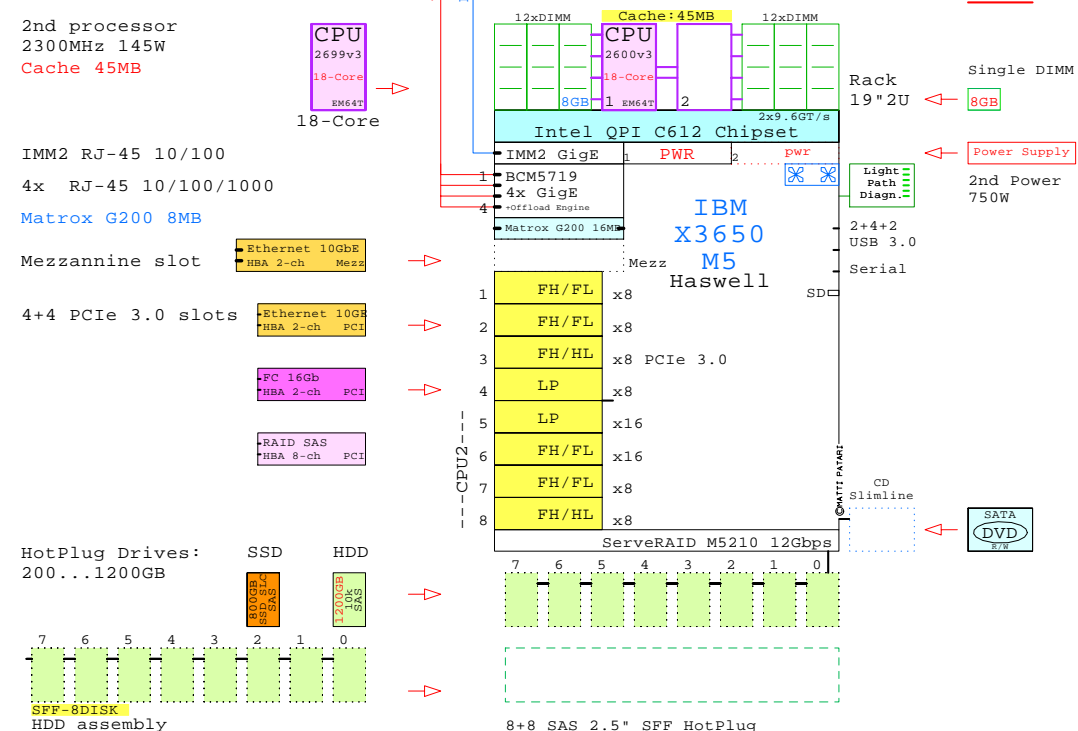 2nd processor
2300MHz 145W
Cache 45MB
CPU
2699v3
18-Core
EM64T
18-Core
12xDIMM
Cache:45MB
12xDIMM
CPU
2600v3
18-Core
8GB
1 EM64T
2
2x9.6GT/s
Intel QPI C612 Chipset
Rack
19"2U
Single DIMM
8GB
IMM2 RJ-45 10/100
4x RJ-45 10/100/1000
Matrox G200 8MB
IMM2 GigE
1 PWR
2 pwr
1 BCM5719
4x GigE
4 +Offload Engine
Matrox G200 16MB
Light
Path
Diagn.
Power Supply
2nd Power
750W
IBM
X3650
M5
Haswell
2+4+2
USB 3.0
Serial
SD
Mezzannine slot
Ethernet 10GbE
HBA 2-ch Mezz
Mezz
4+4 PCIe 3.0 slots
Ethernet 10GB
HBA 2-ch PCI
FC 16Gb
HBA 2-ch PCI
RAID SAS
HBA 8-ch PCI
1 FH/FL x8
2 FH/FL x8
3 FH/HL x8 PCIe 3.0
4 LP x8
5 LP x16
6 FH/FL x16
7 FH/FL x8
8 FH/HL x8
---CPU2---
©MATTI PATARI
CD
Slimline
SATA
DVD
R/W
ServeRAID M5210 12Gbps
7 6 5 4 3 2 1 0
HotPlug Drives:
200...1200GB
SSD
HDD
800GB
SSD SLC
SAS
1200GB
10k
SAS
7 6 5 4 3 2 1 0
SFF-8DISK
HDD assembly
8+8 SAS 2.5" SFF HotPlug